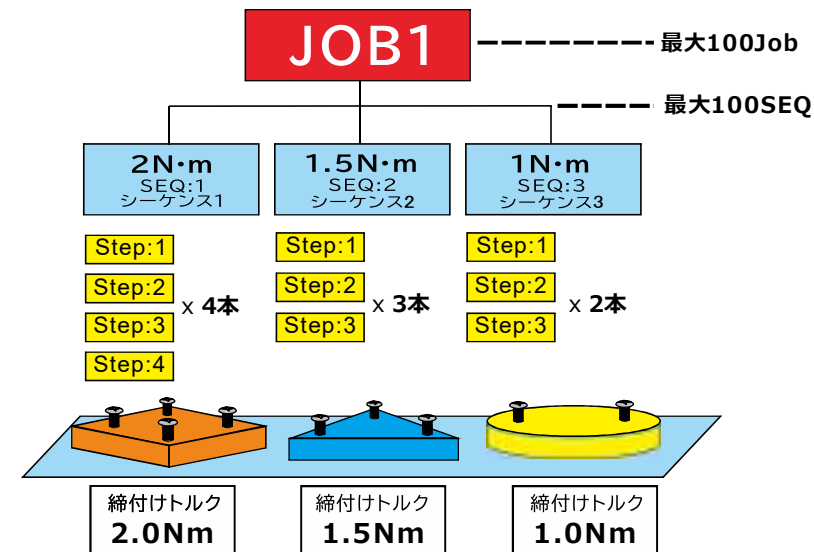 JOB1
最大100Job
最大100SEQ
2N・m
SEQ:1
シーケンス1
1.5N・m
SEQ:2
シーケンス2
1N・m
SEQ:3
シーケンス3
Step:1
Step:2
Step:3
Step:4
x 4本
Step:1
Step:2
Step:3
x 3本
Step:1
Step:2
Step:3
x 2本
締付けトルク
2.0Nm
締付けトルク
1.5Nm
締付けトルク
1.0Nm